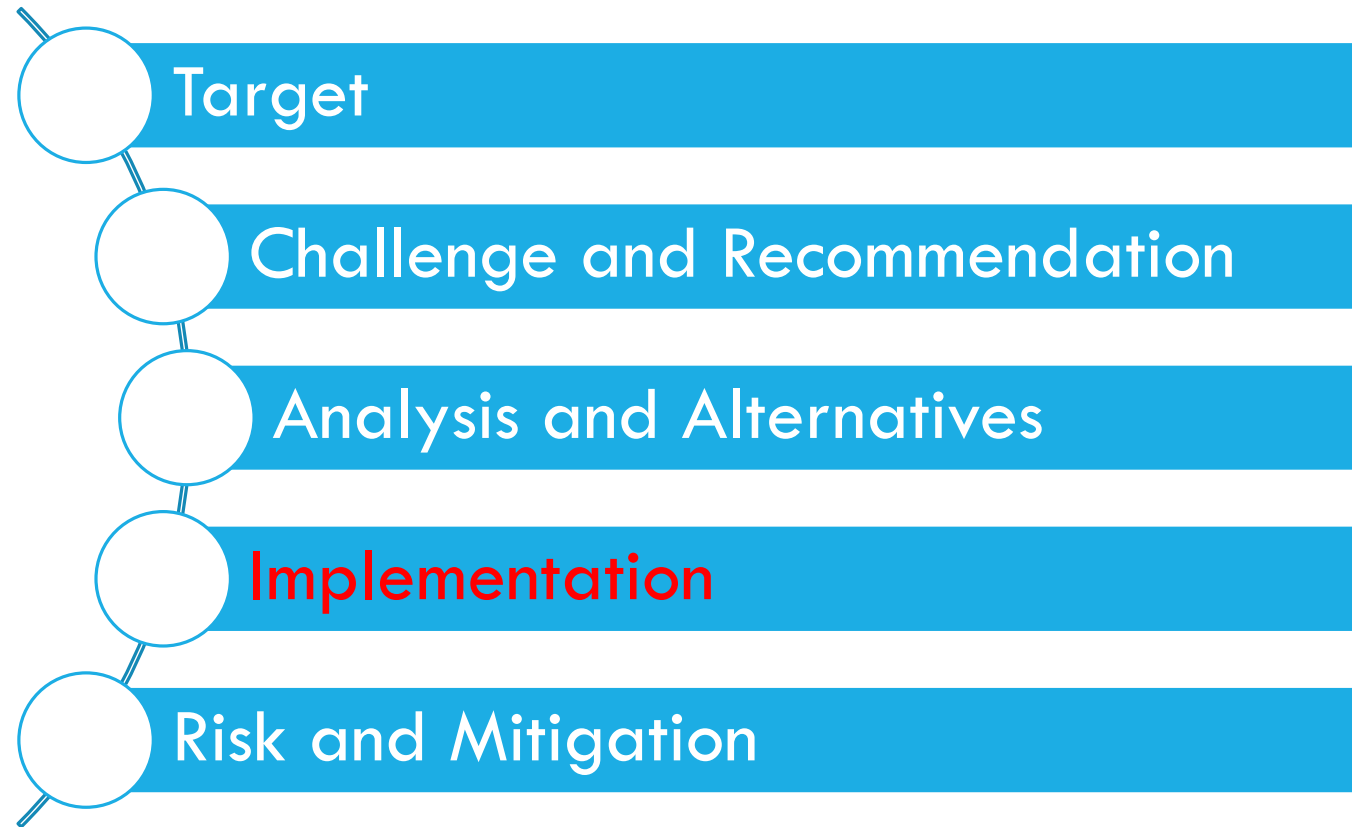 Target
Challenge and Recommendation
Analysis and Alternatives
Implementation
Risk and Mitigation